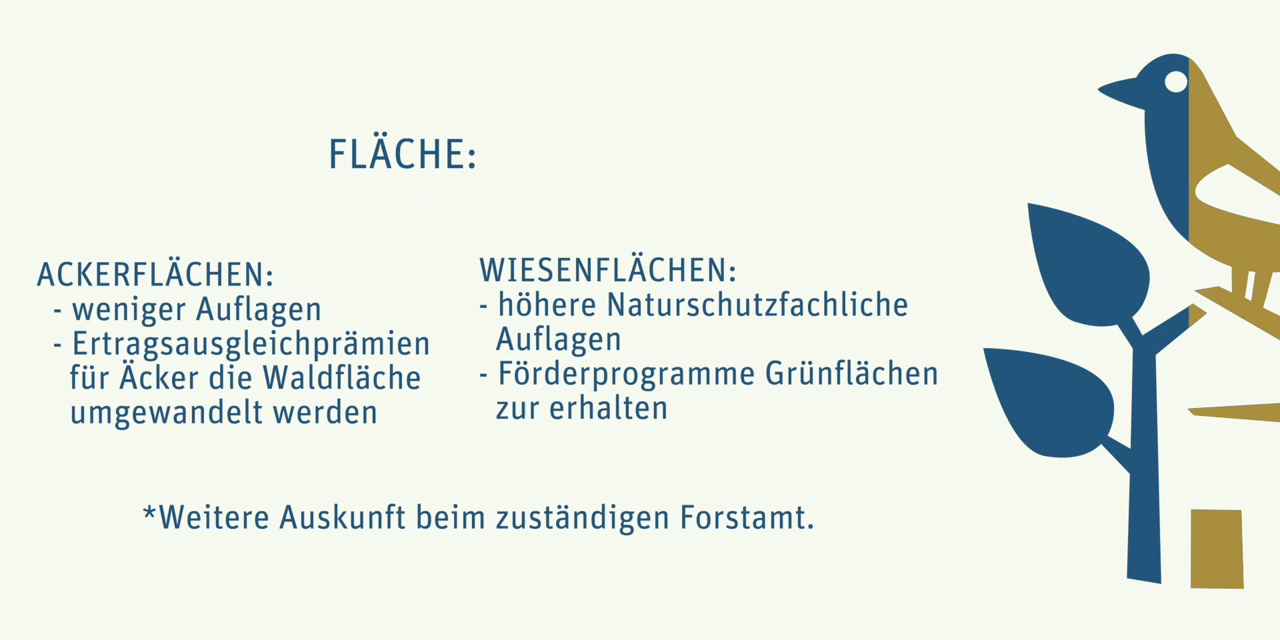 FLÄCHE:
ACKERFLÄCHEN:
- weniger Auflagen
- Ertragsausgleichprämien
für Äcker die Waldfläche
umgewandelt werden
WIESENFLÄCHEN:
- höhere Naturschutzfachliche
Auflagen
- Förderprogramme Grünflächen
zur erhalten
*Weitere Auskunft beim zuständigen Forstamt.